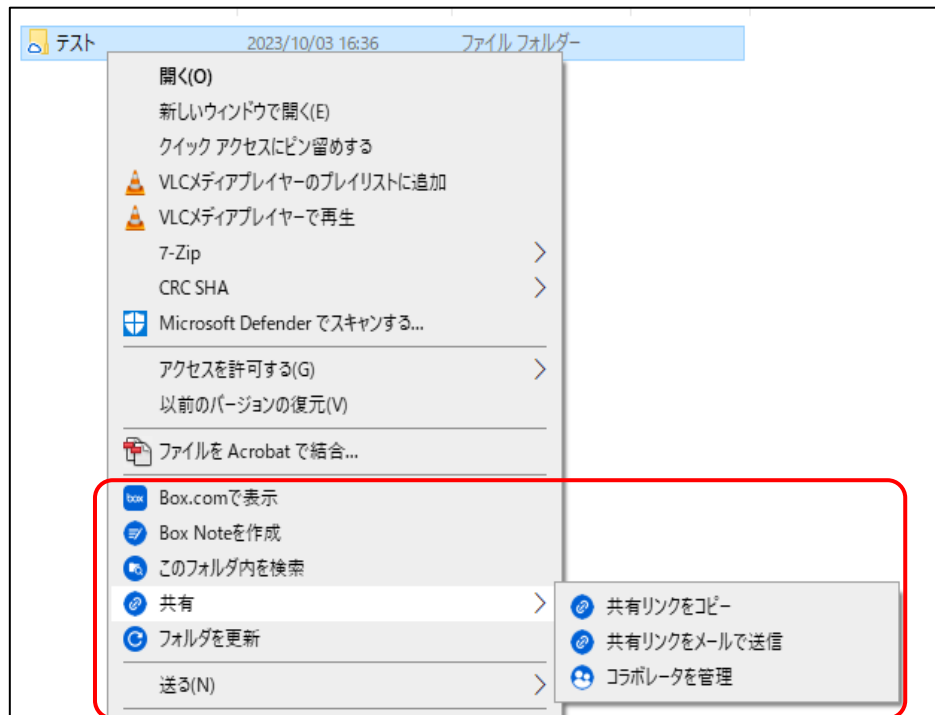 テスト 2023/10/03 16:36 ファイル フォルダー
開く(O)
新しいウィンドウで開く(E)
クイック アクセスにピン留めする
VLCメディアプレイヤーのプレイリストに追加
VLCメディアプレイヤーで再生
7-Zip
CRC SHA
Microsoft Defender でスキャンする...
アクセスを許可する(G)
以前のバージョンの復元(V)
ファイルを Acrobat で結合...
box Box.comで表示
Box Noteを作成
このフォルダ内を検索
共有
共有リンクをコピー
フォルダを更新
共有リンクをメールで送信
送る(N)
コラボレータを管理